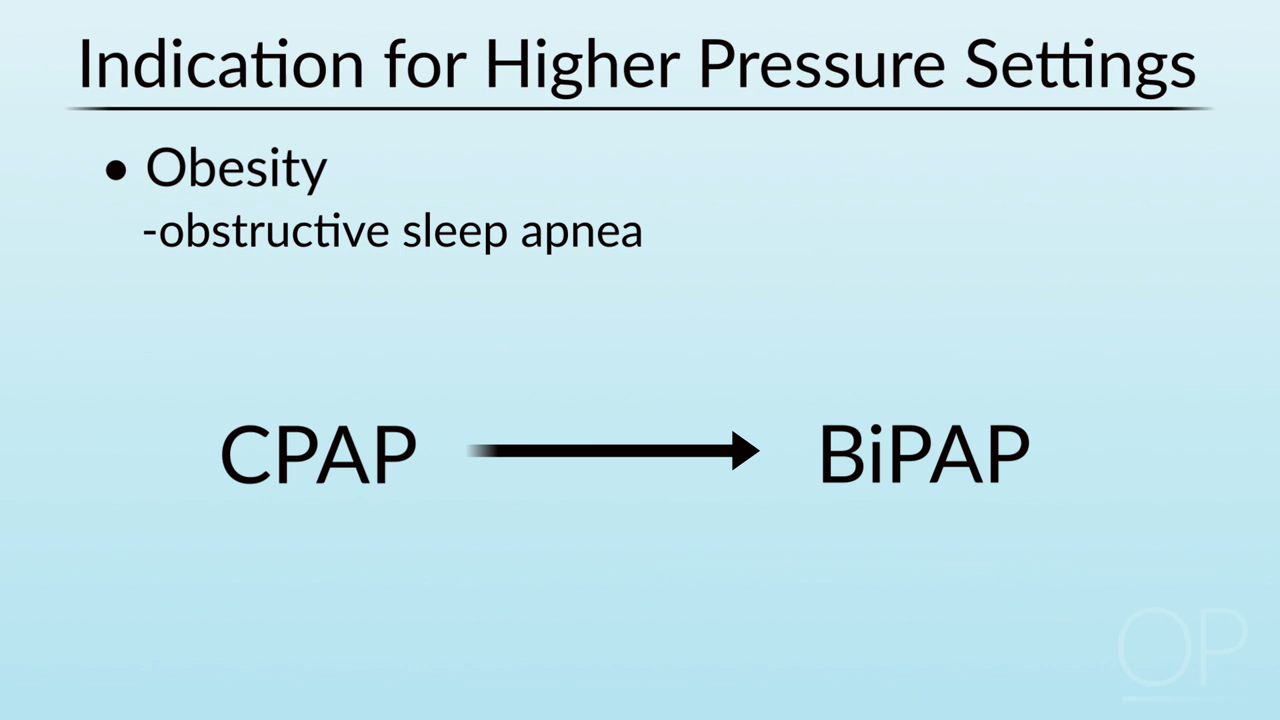 Indication for Higher Pressure Settings
• Obesity
-obstructive sleep apnea
CPAP → BiPAP
OP